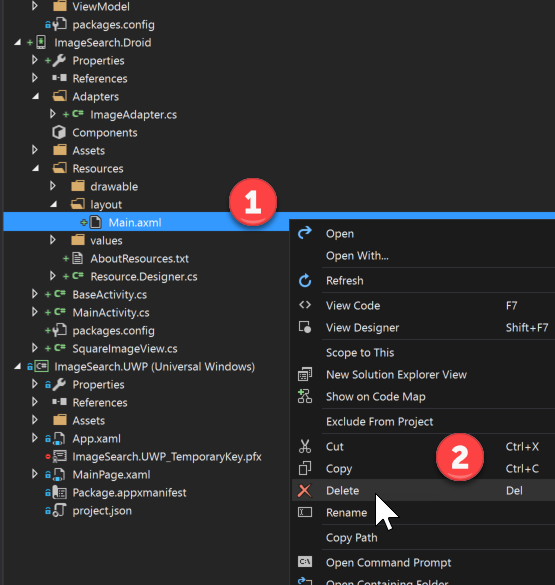 ViewModel
packages.config
ImageSearch.Droid
Properties
References
Adapters
ImageAdapter.cs
Components
Assets
Resources
drawable
layout
1
Main.axml
values
AboutResources.txt
Resource.Designer.cs
BaseActivity.cs
MainActivity.cs
packages.config
SquareImageView.cs
ImageSearch.UWP (Universal Windows)
Properties
References
Assets
App.xaml
ImageSearch.UWP_TemporaryKey.pfx
MainPage.xaml
Package.appxmanifest
project.json
Open
Open With...
Refresh
View Code F7
View Designer Shift+F7
Scope to This
New Solution Explorer View
Show on Code Map
Exclude From Project
Cut Ctrl+X
2
Copy Ctrl+C
Delete Del
Rename
Copy Path
Open Command Prompt
Open Containing Folder